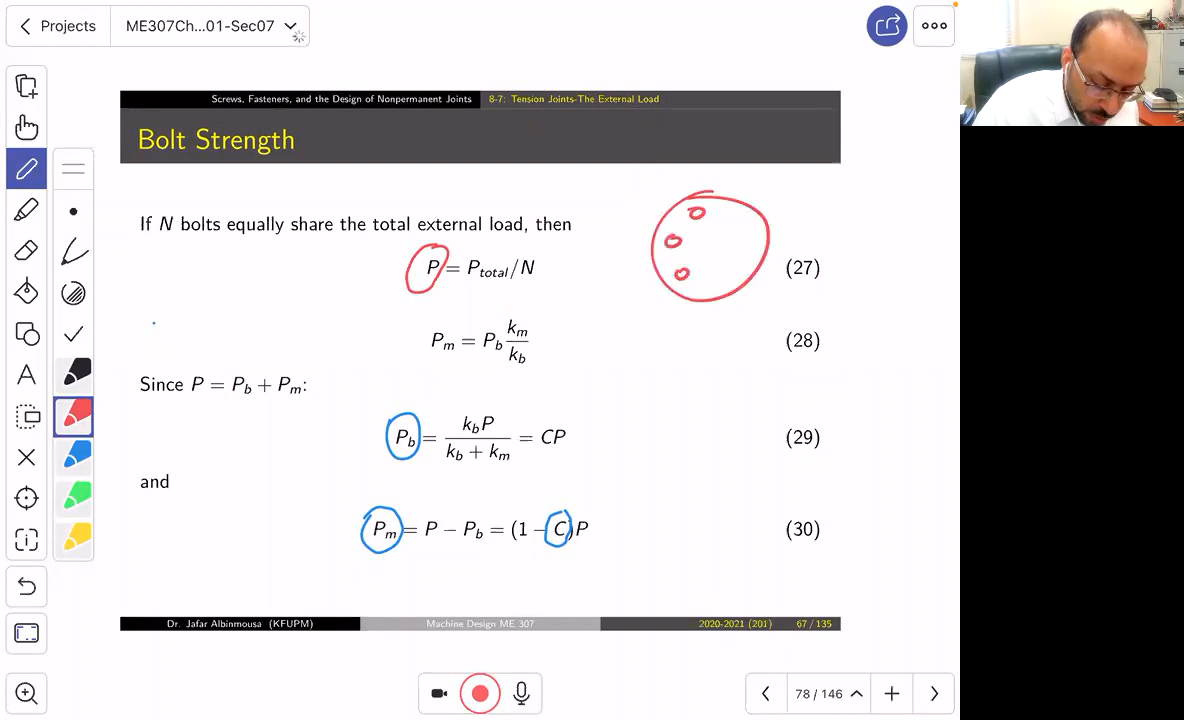 Projects
ME307Ch...01-Sec07
Screws, Fasteners, and the Design of Nonpermanent Joints
8-7: Tension Joints-The External Load
Bolt Strength
If N bolts equally share the total external load, then
P = P_total/N (27)
P_m = P_b k_m/k_b (28)
Since P = P_b + P_m:
P_b = k_b P/(k_b + k_m) = CP (29)
and
P_m = P − P_b = (1 − C)P (30)
Dr. Jafar Albinmousa (KFUPM)
Machine Design ME 307
2020-2021 (201)
67 / 135
78 / 146